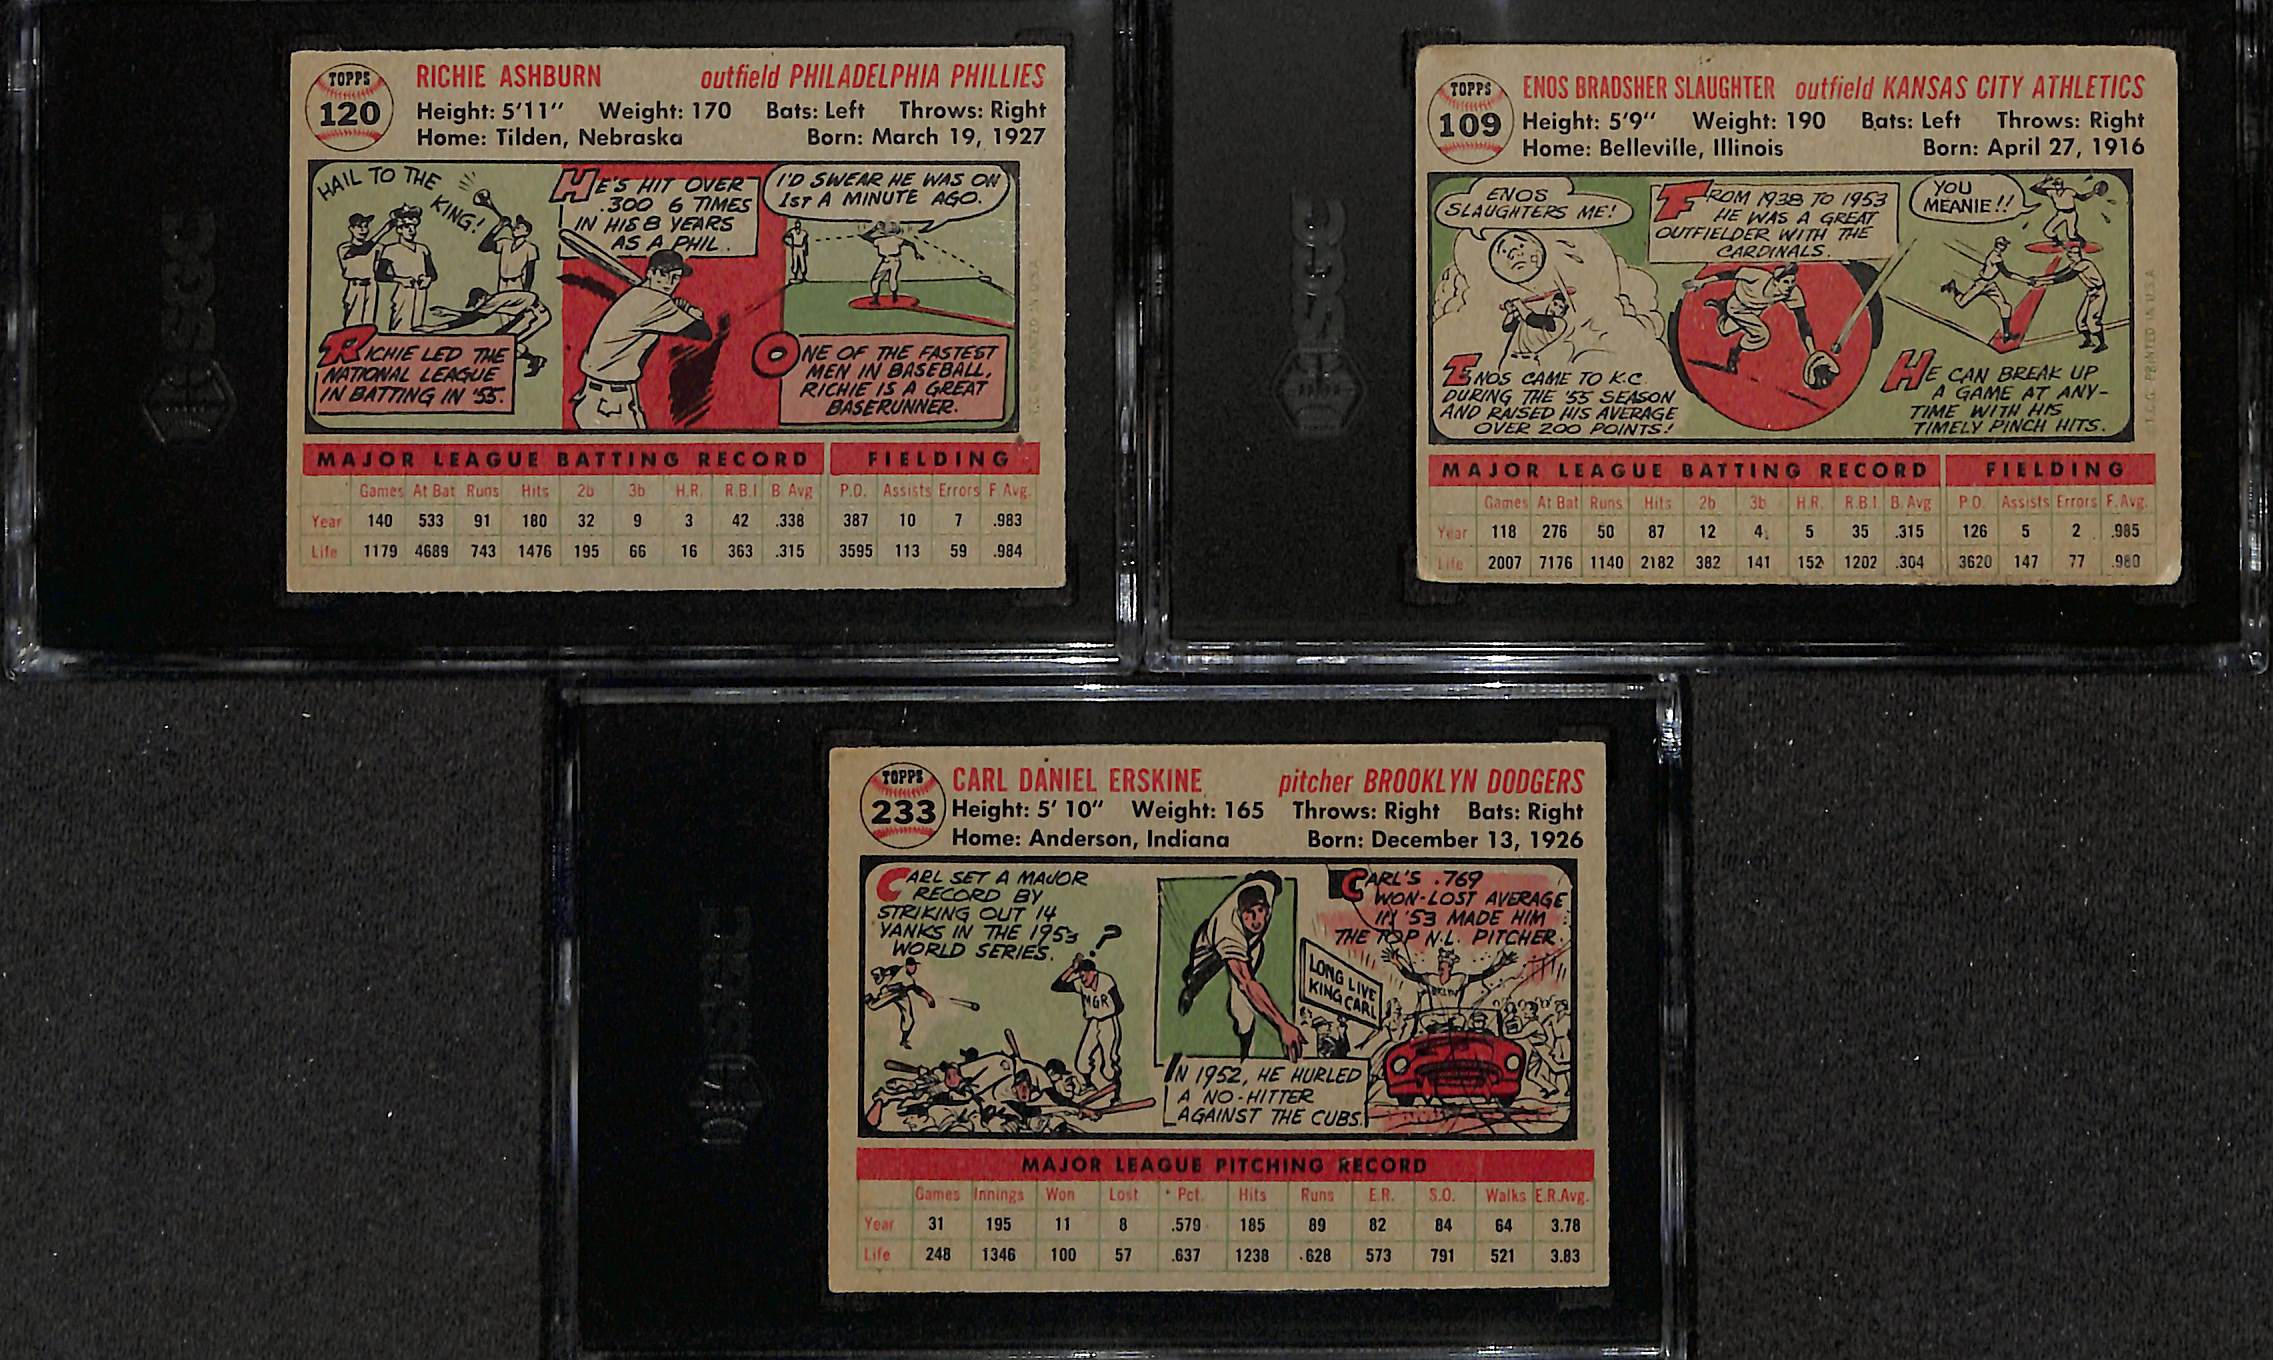 TOPPS
120
RICHIE ASHBURN outfield PHILADELPHIA PHILLIES
Height: 5'11" Weight: 170 Bats: Left Throws: Right
Home: Tilden, Nebraska Born: March 19, 1927
HAIL TO THE KING!
RICHIE LED THE
NATIONAL LEAGUE
IN BATTING IN '55.
HE'S HIT OVER
.300 6 TIMES
IN HIS 8 YEARS
AS A PHIL.
I'D SWEAR HE WAS ON
1ST A MINUTE AGO.
ONE OF THE FASTEST
MEN IN BASEBALL,
RICHIE IS A GREAT
BASERUNNER.
T.C.G. PRINTED IN U.S.A.
MAJOR LEAGUE BATTING RECORD FIELDING
Games At Bat Runs Hits 2b 3b H.R. R.B.I B. Avg P.O. Assists Errors F. Avg.
Year 140 533 91 180 32 9 3 42 .338 387 10 7 .983
Life 1179 4689 743 1476 195 66 16 363 .315 3595 113 59 .984
SGC
TOPPS
109
ENOS BRADSHER SLAUGHTER outfield KANSAS CITY ATHLETICS
Height: 5'9" Weight: 190 Bats: Left Throws: Right
Home: Belleville, Illinois Born: April 27, 1916
ENOS
SLAUGHTERS ME!
ENOS CAME TO K.C.
DURING THE '55 SEASON
AND RAISED HIS AVERAGE
OVER 200 POINTS!
FROM 1938 TO 1953
HE WAS A GREAT
OUTFIELDER WITH THE
CARDINALS.
YOU
MEANIE!!
HE CAN BREAK UP
A GAME AT ANY-
TIME WITH HIS
TIMELY PINCH HITS.
T.C.G. PRINTED IN U.S.A.
MAJOR LEAGUE BATTING RECORD FIELDING
Games At Bat Runs Hits 2b 3b H.R. R.B.I B. Avg P.O. Assists Errors F. Avg.
Year 118 276 50 87 12 4 5 35 .315 126 5 2 .985
Life 2007 7176 1140 2182 382 141 152 1202 .304 3620 147 77 .980
SGC
TOPPS
233
CARL DANIEL ERSKINE pitcher BROOKLYN DODGERS
Height: 5' 10" Weight: 165 Throws: Right Bats: Right
Home: Anderson, Indiana Born: December 13, 1926
CARL SET A MAJOR
RECORD BY
STRIKING OUT 14
YANKS IN THE 1953
WORLD SERIES.
?
MGR
IN 1952, HE HURLED
A NO-HITTER
AGAINST THE CUBS.
CARL'S .769
WON-LOST AVERAGE
IN '53 MADE HIM
THE TOP N.L. PITCHER.
LONG LIVE
KING CARL
MAJOR LEAGUE PITCHING RECORD
Games Innings Won Lost Pct. Hits Runs E.R. S.O. Walks E.R.Avg.
Year 31 195 11 8 .579 185 89 82 84 64 3.78
Life 248 1346 100 57 .637 1238 628 573 791 521 3.83
SGC